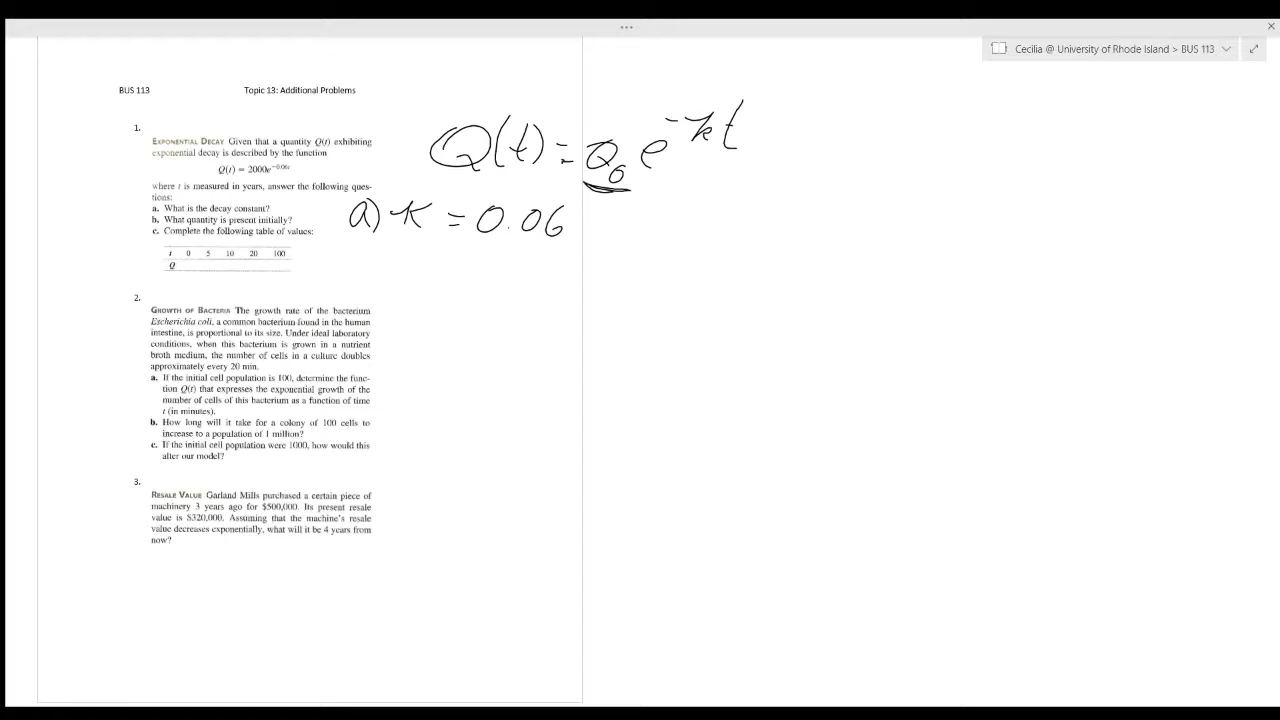 Cecilia @ University of Rhode Island > BUS 113
BUS 113 Topic 13: Additional Problems
1.
EXPONENTIAL DECAY Given that a quantity Q(t) exhibiting
exponential decay is described by the function
Q(t) = 2000e^−0.06t
where t is measured in years, answer the following ques-
tions:
a. What is the decay constant?
b. What quantity is present initially?
c. Complete the following table of values:
t 0 5 10 20 100
Q
Q(t) = Q₀ e^−kt
a) K = 0.06
2.
GROWTH OF BACTERIA The growth rate of the bacterium
Escherichia coli, a common bacterium found in the human
intestine, is proportional to its size. Under ideal laboratory
conditions, when this bacterium is grown in a nutrient
broth medium, the number of cells in a culture doubles
approximately every 20 min.
a. If the initial cell population is 100, determine the func-
tion Q(t) that expresses the exponential growth of the
number of cells of this bacterium as a function of time
t (in minutes).
b. How long will it take for a colony of 100 cells to
increase to a population of 1 million?
c. If the initial cell population were 1000, how would this
alter our model?
3.
RESALE VALUE Garland Mills purchased a certain piece of
machinery 3 years ago for $500,000. Its present resale
value is $320,000. Assuming that the machine's resale
value decreases exponentially, what will it be 4 years from
now?